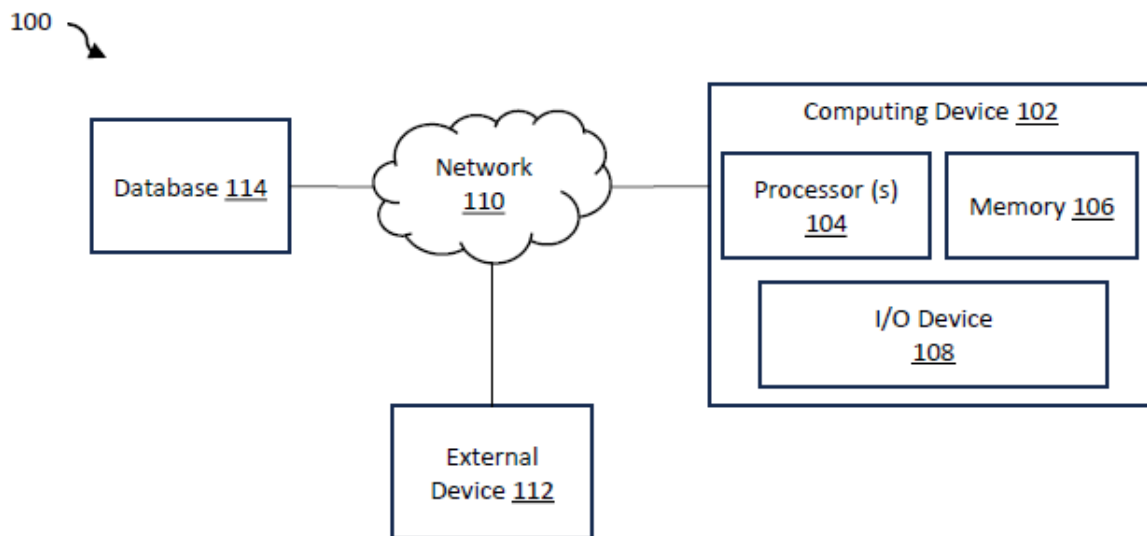 100
Computing Device 102
Database 114
Network
110
Processor (s)
104
Memory 106
I/O Device
108
External
Device 112